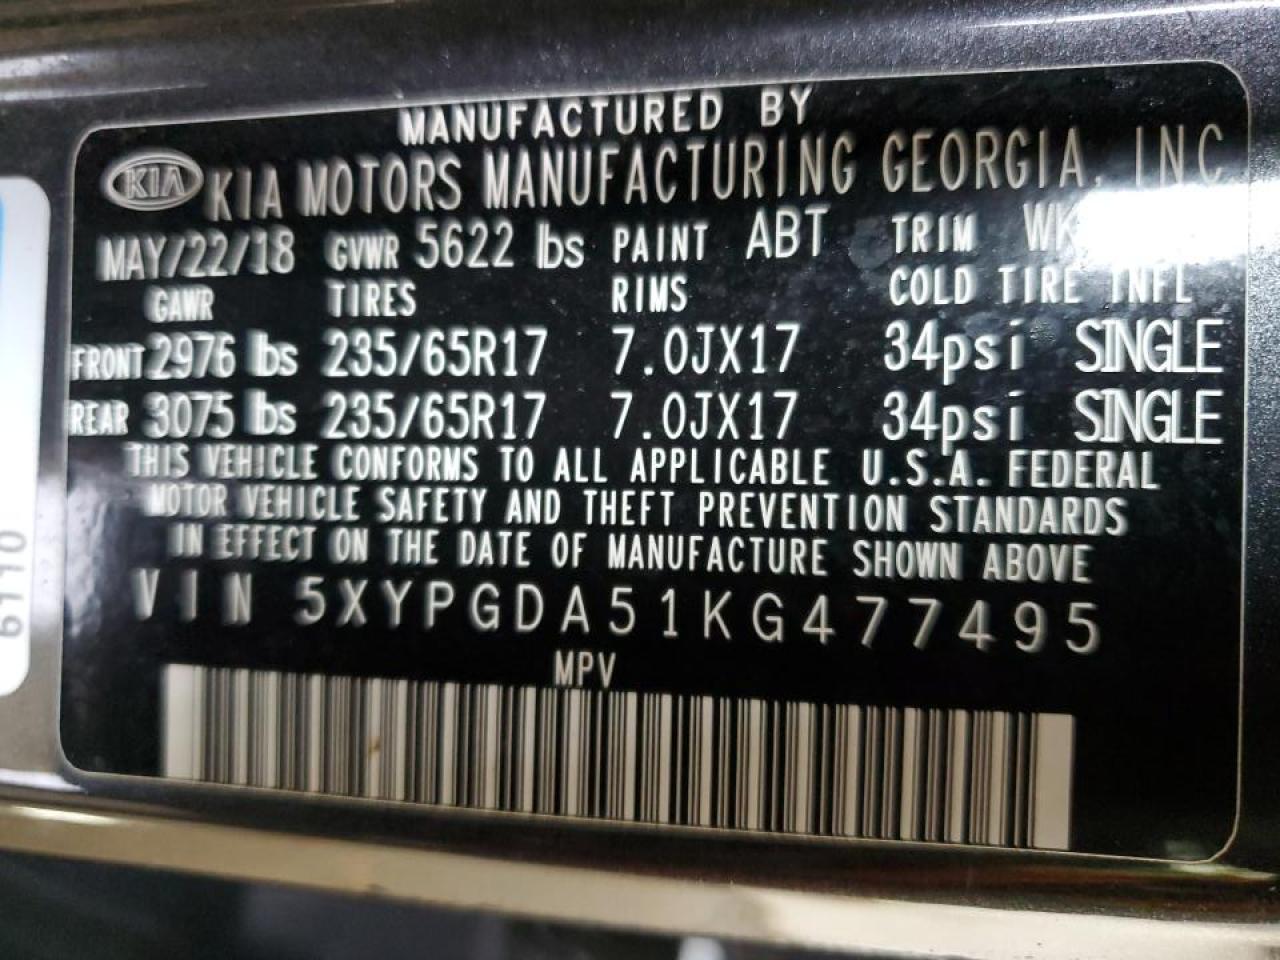 MANUFACTURED BY
KIA KIA MOTORS MANUFACTURING GEORGIA, INC
MAY/22/18 GVWR 5622 lbs PAINT ABT TRIM WK
GAWR TIRES RIMS COLD TIRE INFL
FRONT 2976 lbs 235/65R17 7.0JX17 34psi SINGLE
REAR 3075 lbs 235/65R17 7.0JX17 34psi SINGLE
THIS VEHICLE CONFORMS TO ALL APPLICABLE U.S.A. FEDERAL
MOTOR VEHICLE SAFETY AND THEFT PREVENTION STANDARDS
IN EFFECT ON THE DATE OF MANUFACTURE SHOWN ABOVE
VIN 5XYPGDA51KG477495
MPV
6110